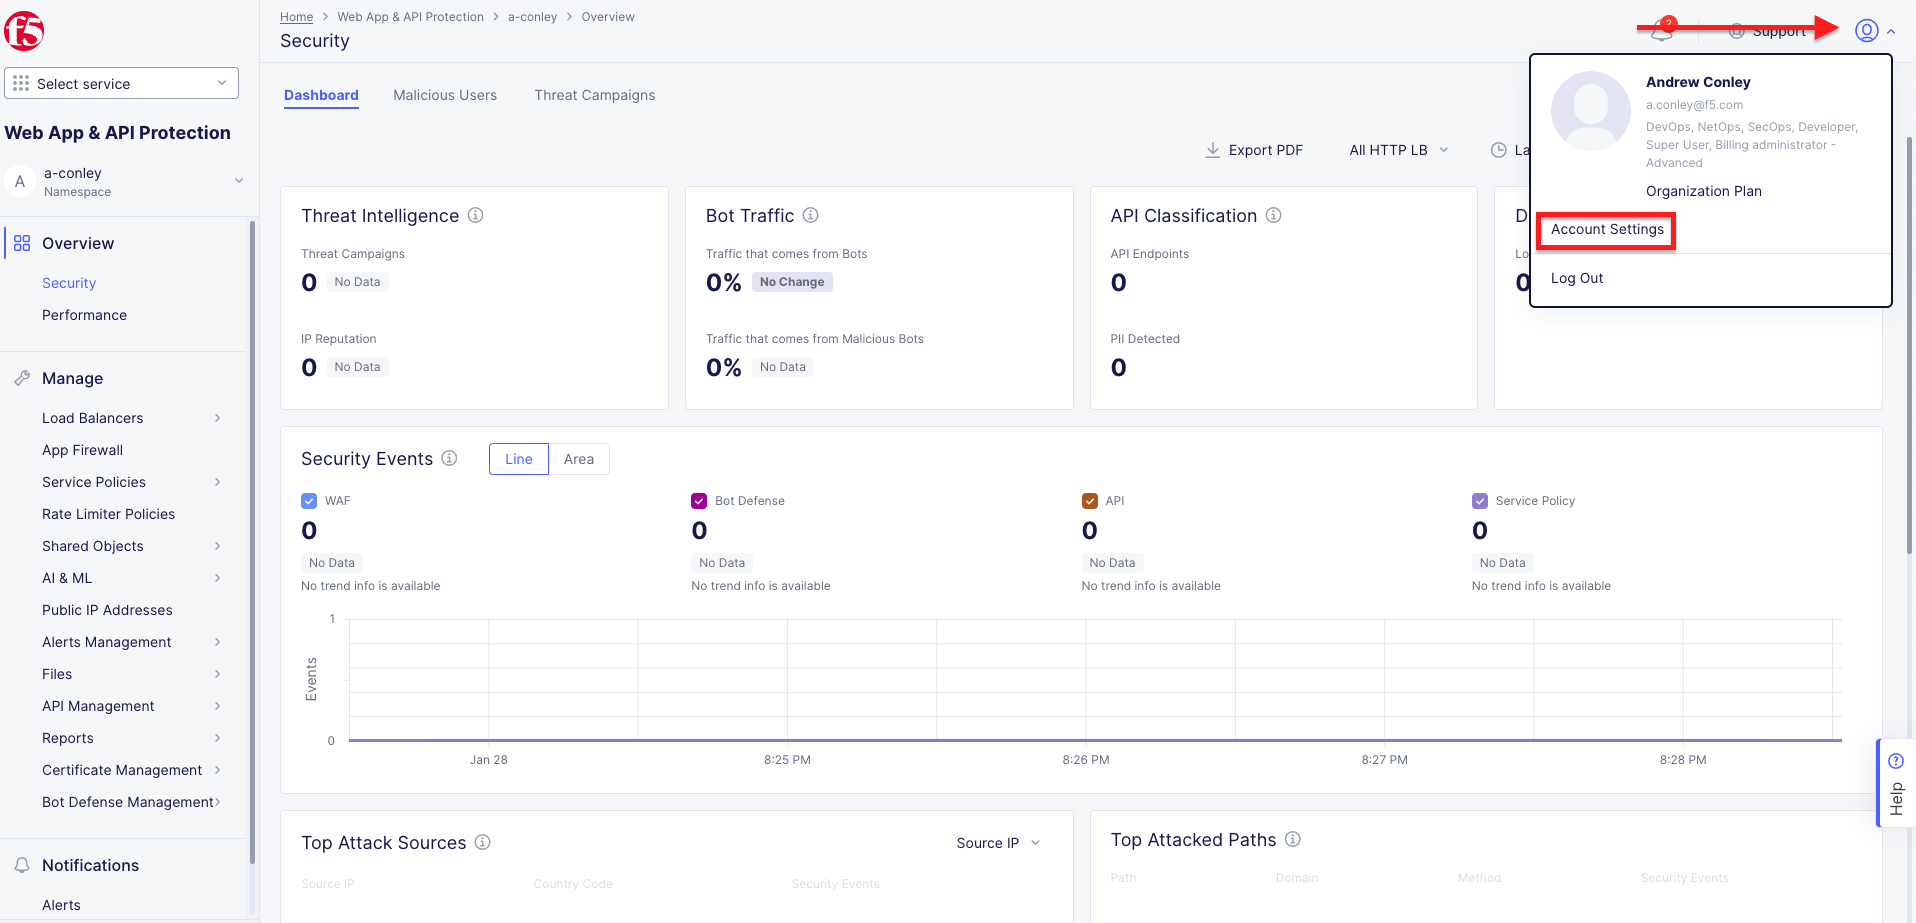 f5
Select service
Web App & API Protection
A
a-conley
Namespace
Overview
Security
Performance
Manage
Load Balancers
App Firewall
Service Policies
Rate Limiter Policies
Shared Objects
AI & ML
Public IP Addresses
Alerts Management
Files
API Management
Reports
Certificate Management
Bot Defense Management
Notifications
Alerts
Home > Web App & API Protection > a-conley > Overview
Security
2
Support
Dashboard Malicious Users Threat Campaigns
Export PDF All HTTP LB La
Andrew Conley
a.conley@f5.com
DevOps, NetOps, SecOps, Developer,
Super User, Billing administrator -
Advanced
Organization Plan
Account Settings
Log Out
Threat Intelligence
Threat Campaigns
0 No Data
IP Reputation
0 No Data
Bot Traffic
Traffic that comes from Bots
0% No Change
Traffic that comes from Malicious Bots
0% No Data
API Classification
API Endpoints
0
PII Detected
0
D
Lo
0
Security Events
Line Area
WAF
0
No Data
No trend info is available
Bot Defense
0
No Data
No trend info is available
API
0
No Data
No trend info is available
Service Policy
0
No Data
No trend info is available
1
Events
0
Jan 28 8:25 PM 8:26 PM 8:27 PM 8:28 PM
Help
Top Attack Sources
Source IP
Source IP Country Code Security Events
Top Attacked Paths
Path Domain Method Security Events